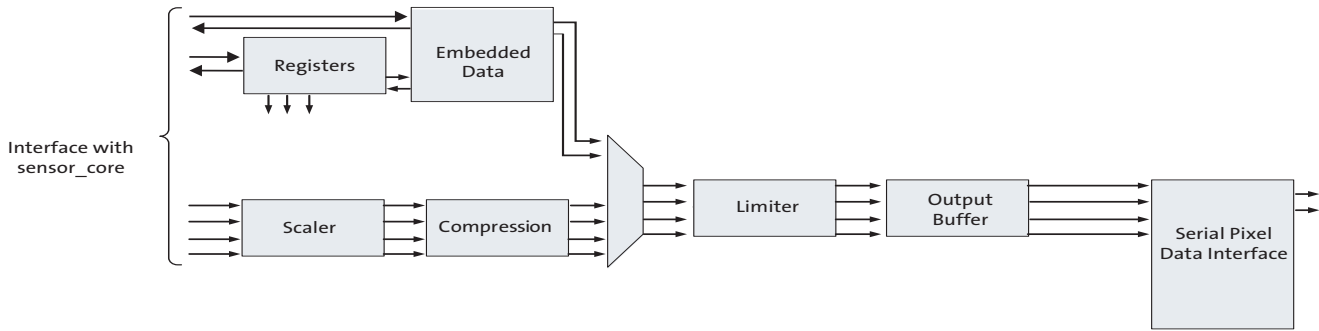 Interface with
sensor_core
Registers
Embedded
Data
Scaler
Compression
Limiter
Output
Buffer
Serial Pixel
Data Interface